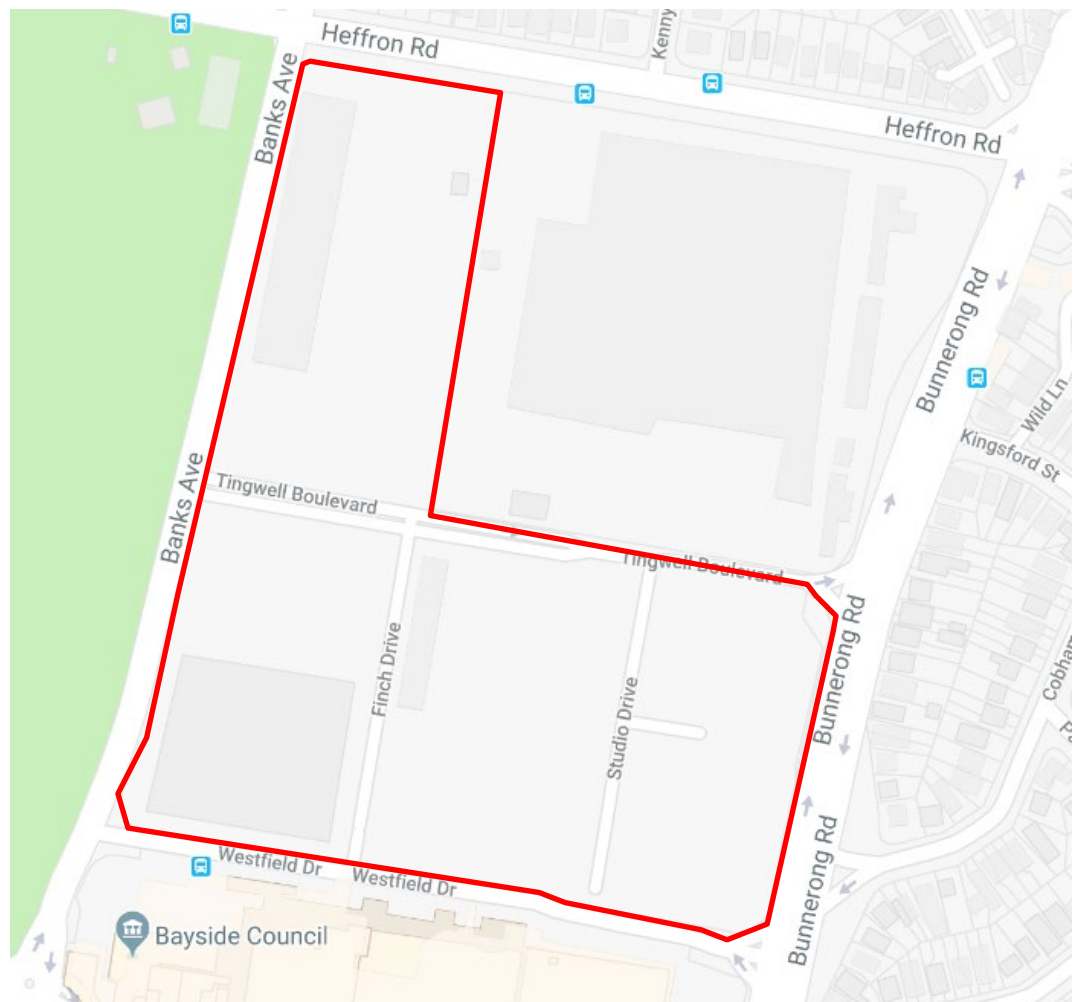 Heffron Rd
Kenny
Banks Ave
Heffron Rd
Bunnerong Rd
Wild Ln
Kingsford St
Tingwell Boulevard
Banks Ave
Tingwell Boulevard
Bunnerong Rd
Finch Drive
Cobham
Studio Drive
Bunnerong Rd
Westfield Dr
Westfield Dr
Bayside Council